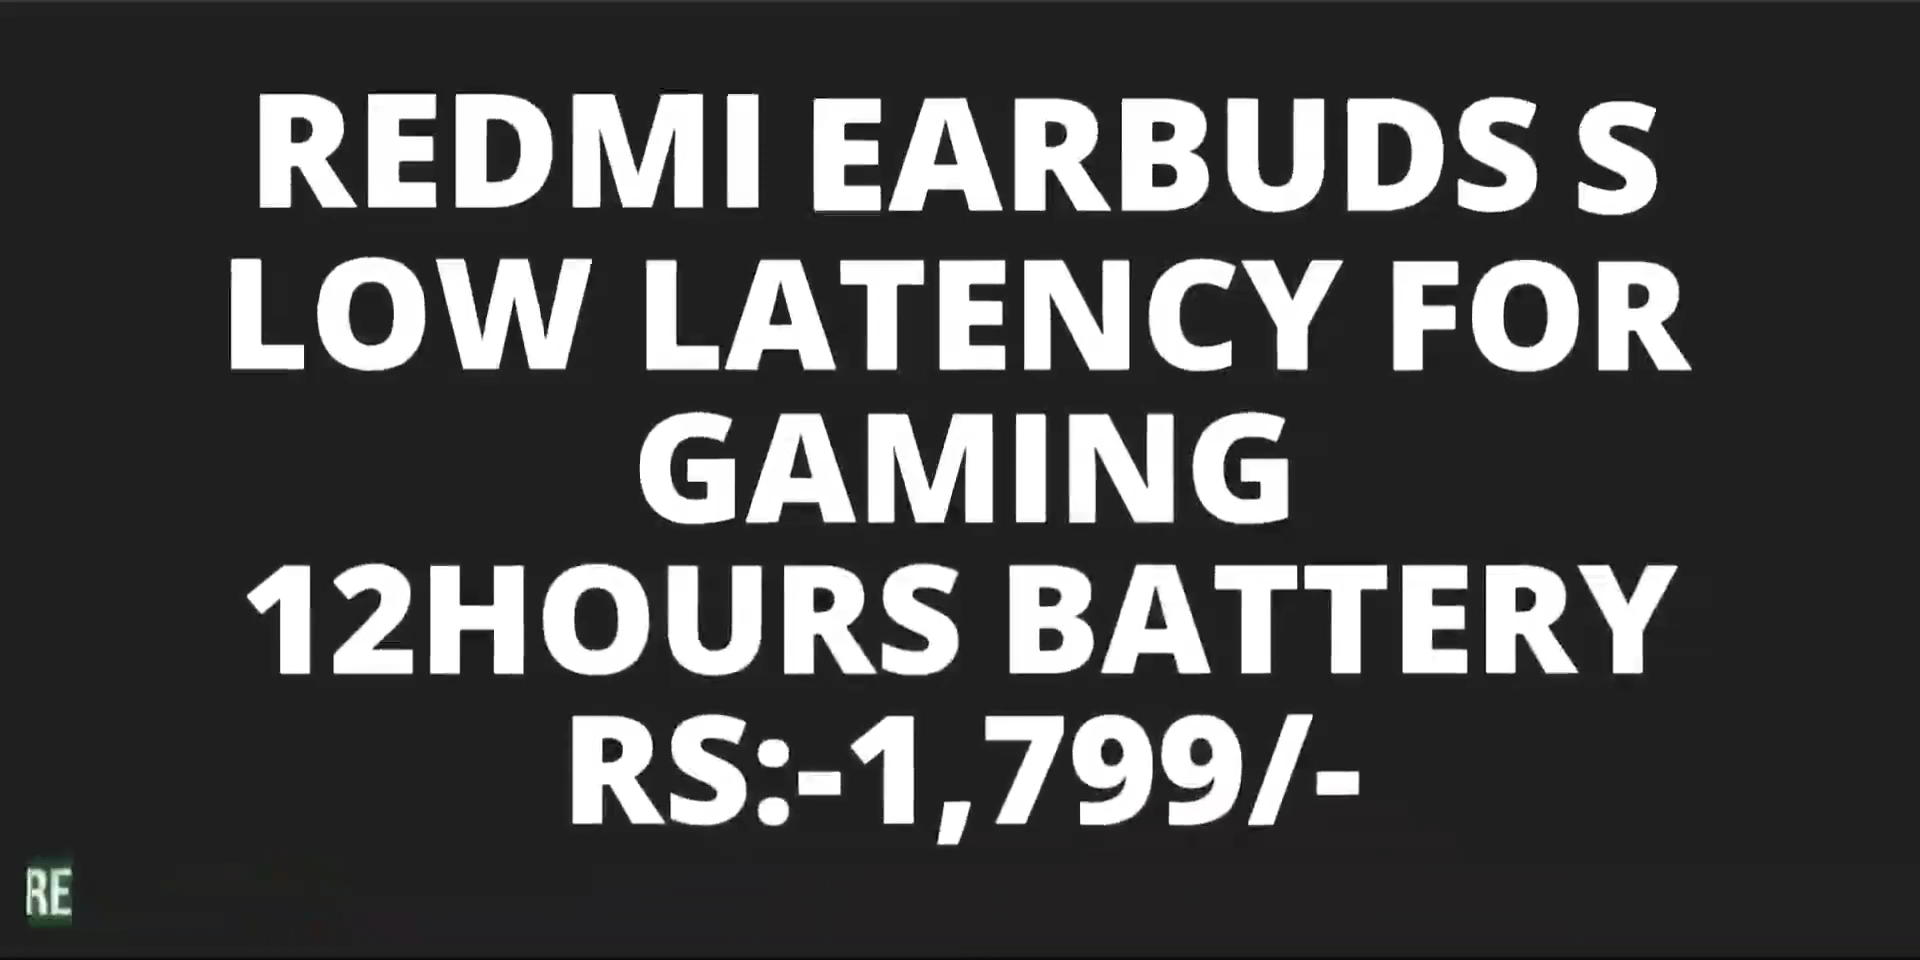 REDMI EARBUDS S
LOW LATENCY FOR
GAMING
12HOURS BATTERY
RS:-1,799/-
RE